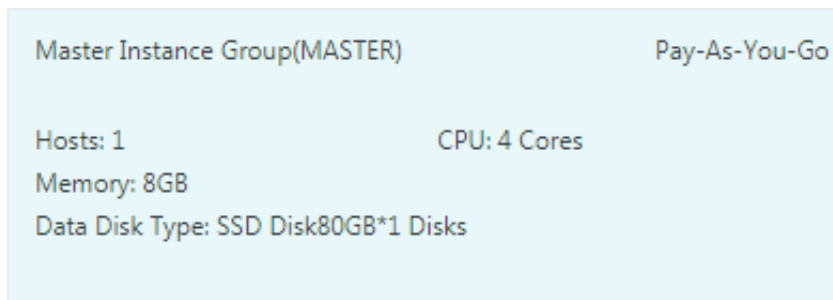 Master Instance Group(MASTER) Pay-As-You-Go
Hosts: 1 CPU: 4 Cores
Memory: 8GB
Data Disk Type: SSD Disk80GB*1 Disks